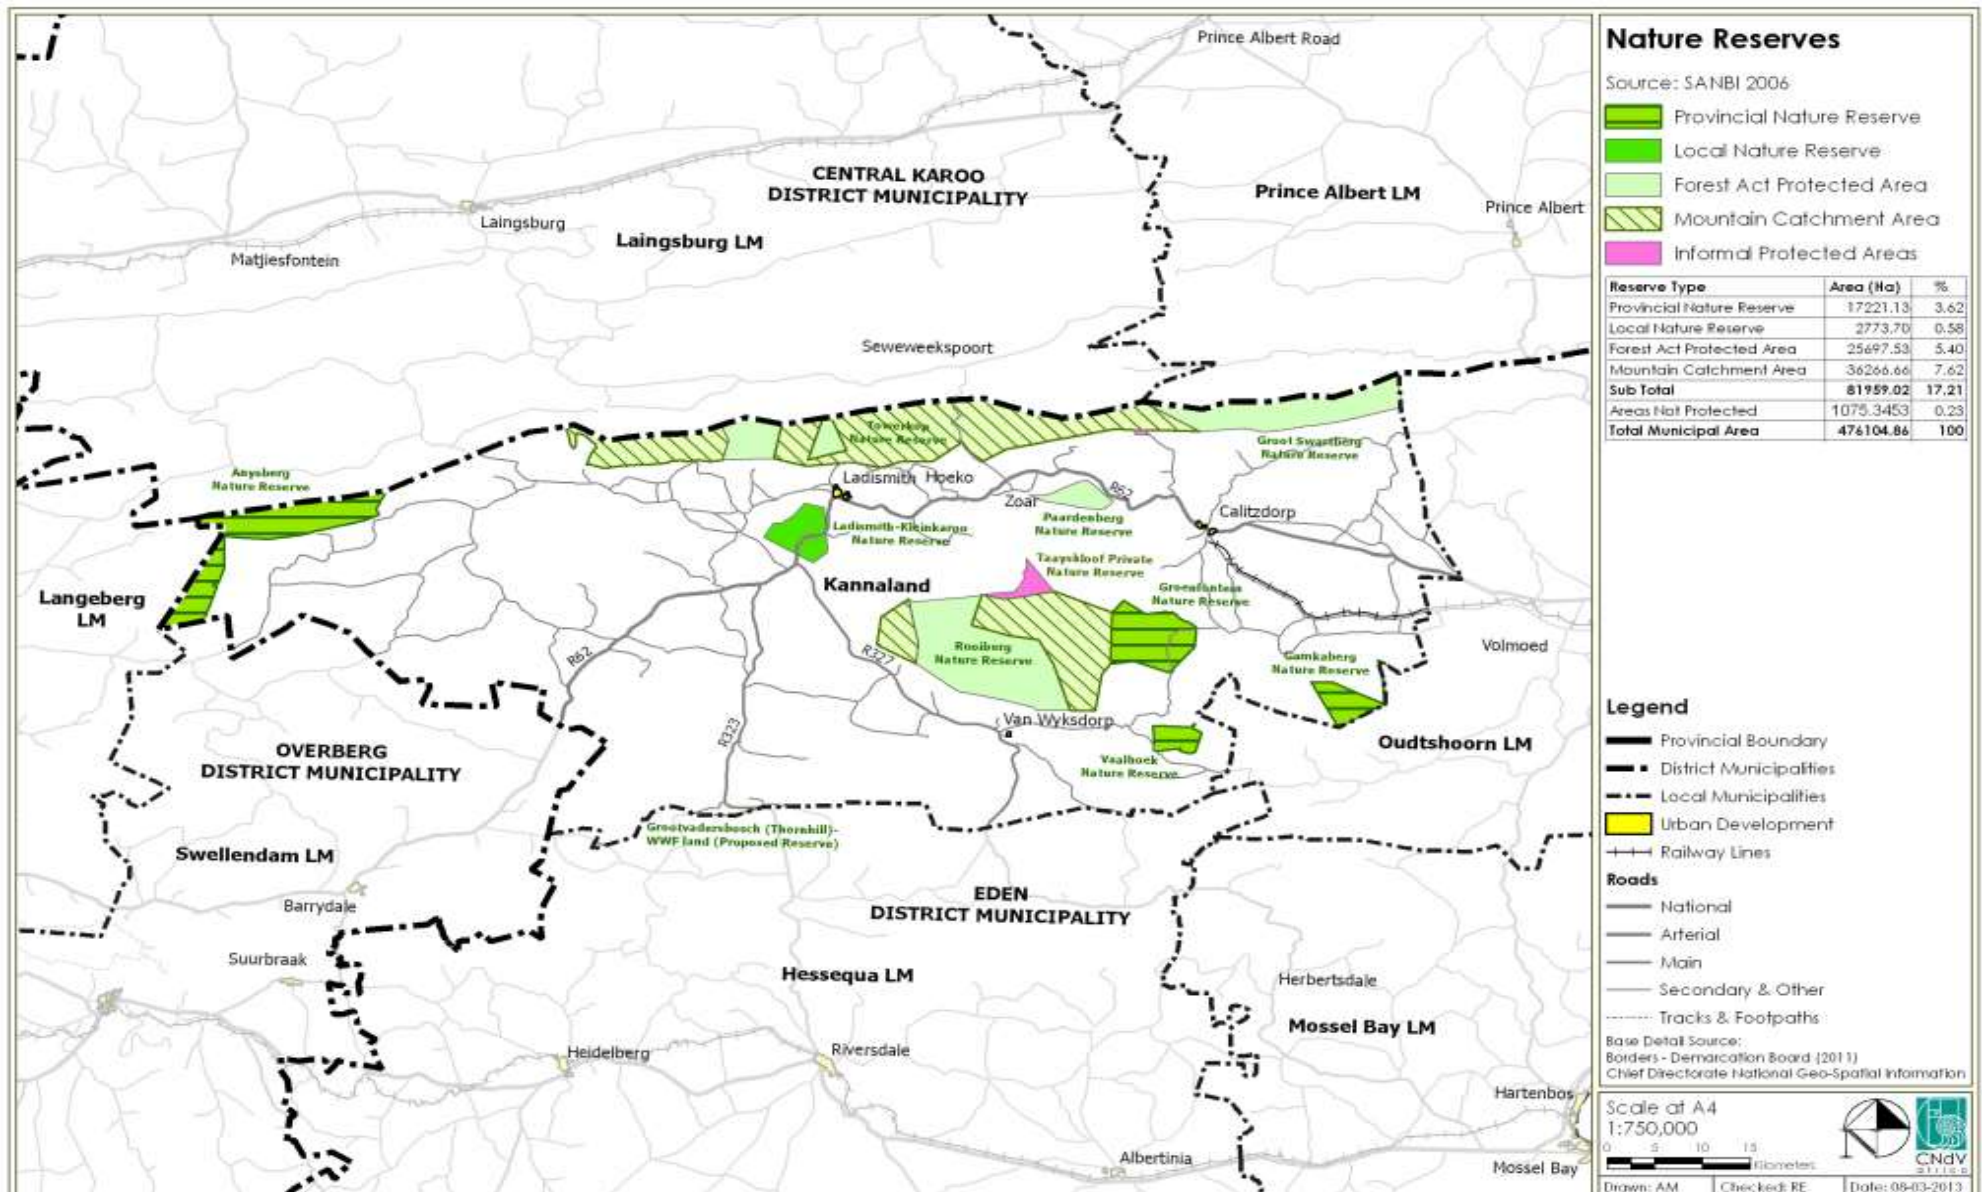 Prince Albert Road
CENTRAL KAROO
DISTRICT MUNICIPALITY
Prince Albert LM
Prince Albert
Laingsburg
Laingsburg LM
Matjiesfontein
Seweweekspoort
Towerkop
Nature Reserve
Groot Swartberg
Nature Reserve
Anysberg
Nature Reserve
Ladismith
Hoeko
Zoar
R62
Calitzdorp
Paardenberg
Nature Reserve
Ladismith-Kleinkaroo
Nature Reserve
Taayskloof Private
Nature Reserve
Kannaland
Groenfontein
Nature Reserve
Langeberg
LM
Rooiberg
Nature Reserve
R62
R327
Volmoed
Gamkaberg
Nature Reserve
Van Wyksdorp
R323
Oudtshoorn LM
OVERBERG
DISTRICT MUNICIPALITY
Vaalhoek
Nature Reserve
Grootvadersbosch (Thornhill)-
WWF land (Proposed Reserve)
Swellendam LM
Barrydale
EDEN
DISTRICT MUNICIPALITY
Suurbraak
Hessequa LM
Herbertsdale
Mossel Bay LM
Heidelberg
Riversdale
Hartenbos
Albertinia
Mossel Bay
Nature Reserves
Source: SANBI 2006
Provincial Nature Reserve
Local Nature Reserve
Forest Act Protected Area
Mountain Catchment Area
Informal Protected Areas
Reserve Type Area (Ha) %
Provincial Nature Reserve 17221.13 3.62
Local Nature Reserve 2773.70 0.58
Forest Act Protected Area 25697.53 5.40
Mountain Catchment Area 36266.66 7.62
Sub Total 81959.02 17.21
Areas Not Protected 1075.3453 0.23
Total Municipal Area 476104.86 100
Legend
Provincial Boundary
District Municipalities
Local Municipalities
Urban Development
Railway Lines
Roads
National
Arterial
Main
Secondary & Other
Tracks & Footpaths
Base Detail Source:
Borders - Demarcation Board (2011)
Chief Directorate National Geo-Spatial Information
Scale at A4
1:750,000
0 5 10 15
Kilometers
CNdV
africa
Drawn: AM Checked: RE Date: 08-03-2013